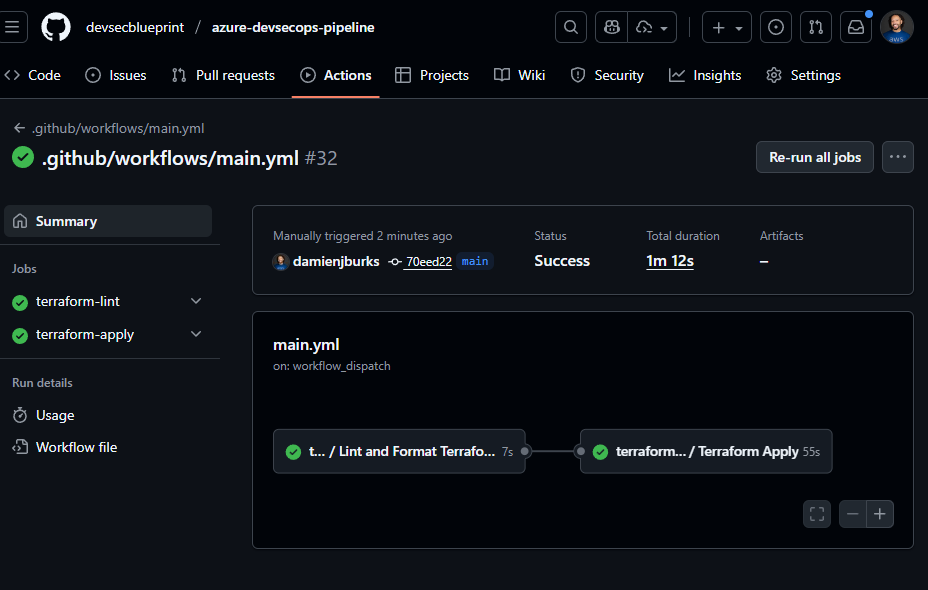 devsecblueprint / azure-devsecops-pipeline
Code Issues Pull requests Actions Projects Wiki Security Insights Settings
.github/workflows/main.yml
.github/workflows/main.yml #32
Re-run all jobs
Summary
Jobs
terraform-lint
terraform-apply
Run details
Usage
Workflow file
Manually triggered 2 minutes ago
damienjburks 70eed22 main
Status
Success
Total duration
1m 12s
Artifacts
–
main.yml
on: workflow_dispatch
t... / Lint and Format Terrafo... 7s
terraform... / Terraform Apply 55s